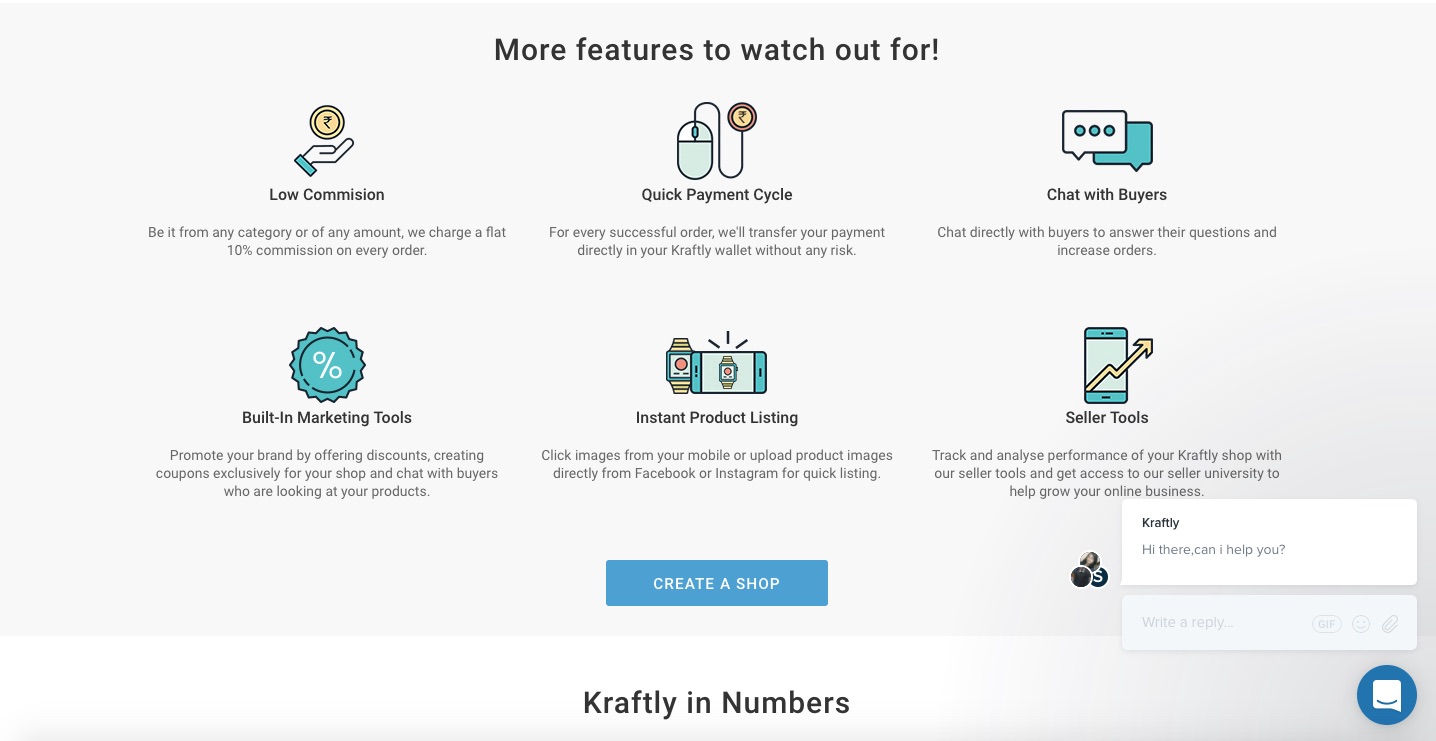 More features to watch out for!
₹
₹
Low Commision
Quick Payment Cycle
Chat with Buyers
Be it from any category or of any amount, we charge a flat
10% commission on every order.
For every successful order, we'll transfer your payment
directly in your Kraftly wallet without any risk.
Chat directly with buyers to answer their questions and
increase orders.
%
Built-In Marketing Tools
Instant Product Listing
Seller Tools
Promote your brand by offering discounts, creating
coupons exclusively for your shop and chat with buyers
who are looking at your products.
Click images from your mobile or upload product images
directly from Facebook or Instagram for quick listing.
Track and analyse performance of your Kraftly shop with
our seller tools and get access to our seller university to
help grow your online business.
CREATE A SHOP
Kraftly
Hi there,can i help you?
S
Write a reply...
GIF
Kraftly in Numbers